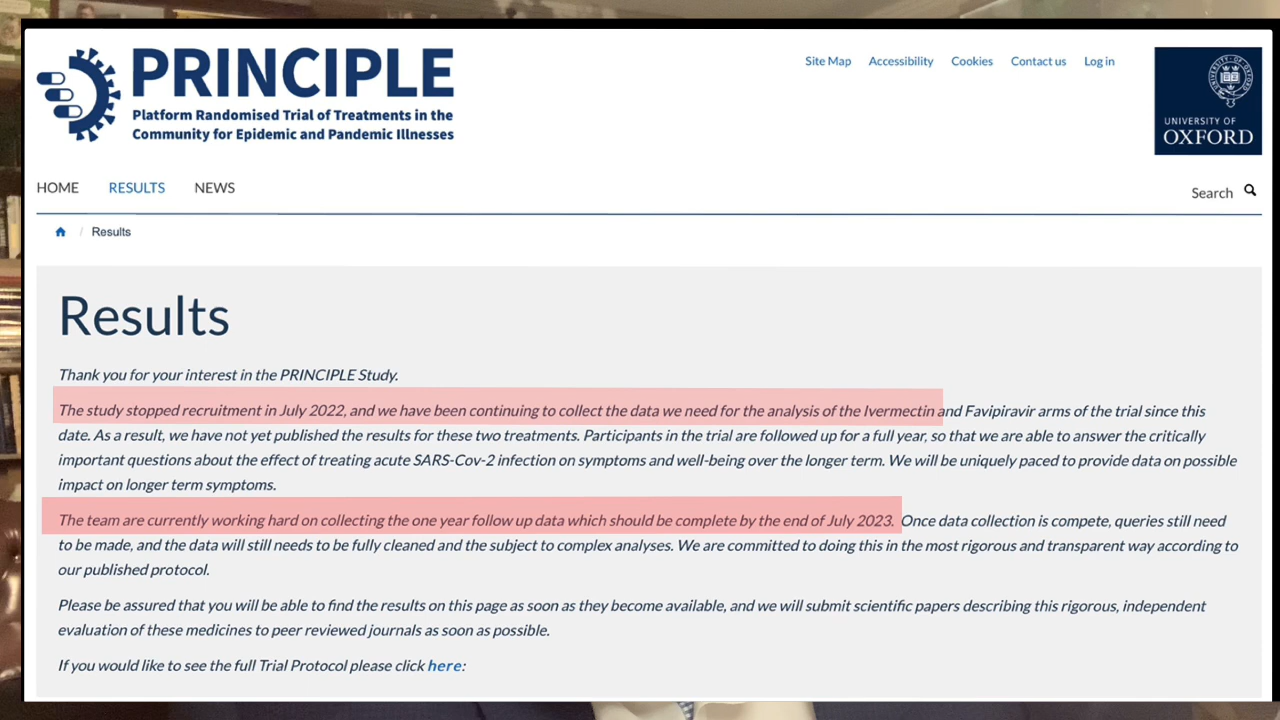 PRINCIPLE
Platform Randomised Trial of Treatments in the
Community for Epidemic and Pandemic Illnesses
Site Map Accessibility Cookies Contact us Log in
UNIVERSITY OF
OXFORD
HOME RESULTS NEWS
Search
/ Results
Results
Thank you for your interest in the PRINCIPLE Study.
The study stopped recruitment in July 2022, and we have been continuing to collect the data we need for the analysis of the Ivermectin and Favipiravir arms of the trial since this
date. As a result, we have not yet published the results for these two treatments. Participants in the trial are followed up for a full year, so that we are able to answer the critically
important questions about the effect of treating acute SARS-Cov-2 infection on symptoms and well-being over the longer term. We will be uniquely paced to provide data on possible
impact on longer term symptoms.
The team are currently working hard on collecting the one year follow up data which should be complete by the end of July 2023. Once data collection is compete, queries still need
to be made, and the data will still needs to be fully cleaned and the subject to complex analyses. We are committed to doing this in the most rigorous and transparent way according to
our published protocol.
Please be assured that you will be able to find the results on this page as soon as they become available, and we will submit scientific papers describing this rigorous, independent
evaluation of these medicines to peer reviewed journals as soon as possible.
If you would like to see the full Trial Protocol please click here: